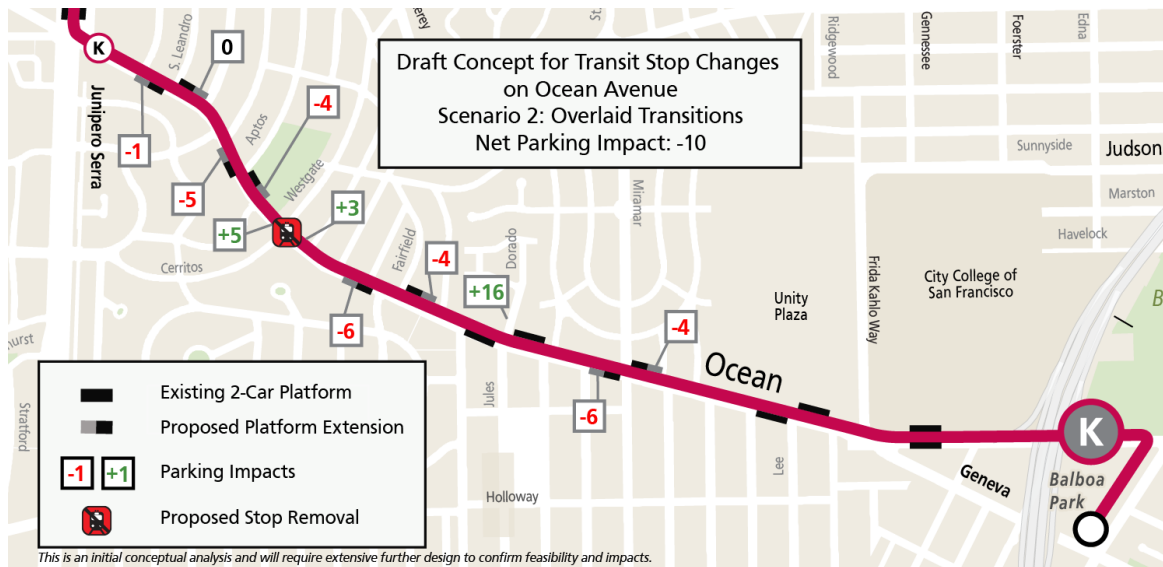 Draft Concept for Transit Stop Changes
on Ocean Avenue
Scenario 2: Overlaid Transitions
Net Parking Impact: -10
K
S. Leandro
0
-1
Junipero Serra
Aptos
-4
-5
Westgate
+3
+5
Cerritos
Fairfield
-4
Dorado
+16
-6
St.
Miramar
-4
-6
Ridgewood
Gennessee
Foerster
Edna
Sunnyside
Judson
Marston
Havelock
Unity
Plaza
Frida Kahlo Way
City College of
San Francisco
B
Ocean
Jules
Lee
Holloway
Geneva
K
Balboa
Park
Stratford
Existing 2-Car Platform
Proposed Platform Extension
-1 +1 Parking Impacts
Proposed Stop Removal
This is an initial conceptual analysis and will require extensive further design to confirm feasibility and impacts.